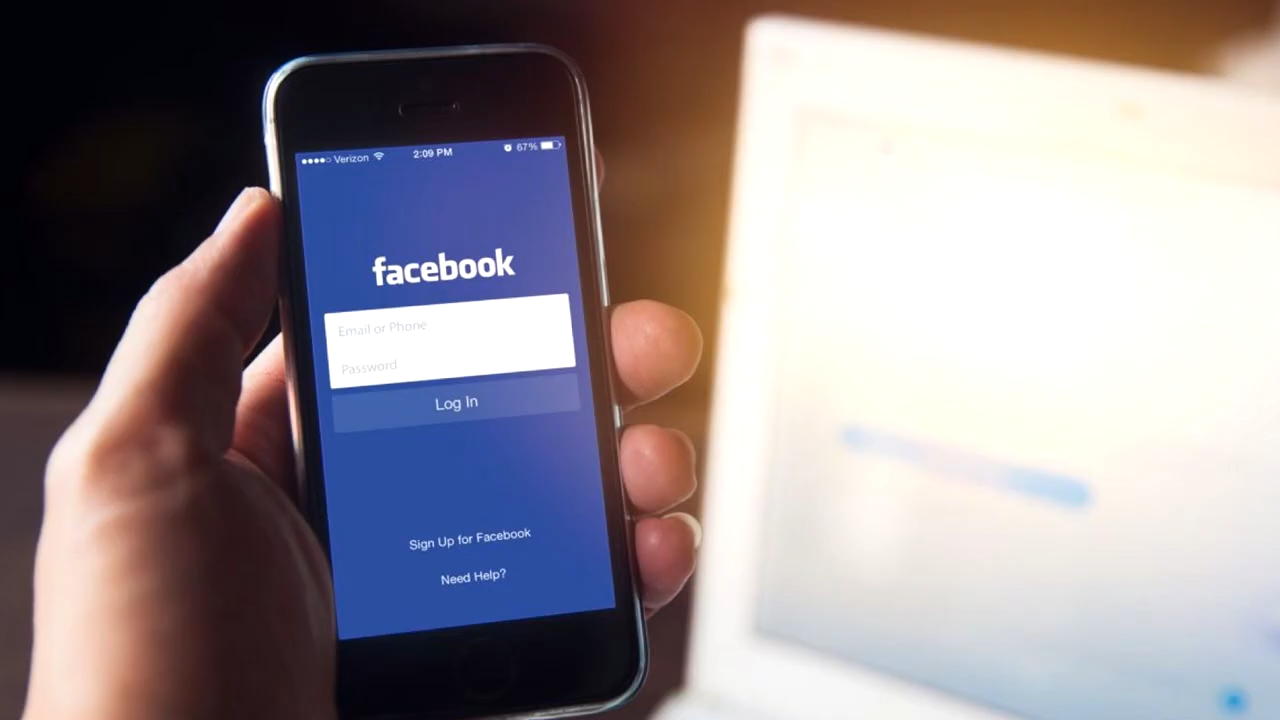 Verizon 2:09 PM 67%
facebook
Email or Phone
Password
Log In
Sign Up for Facebook
Need Help?